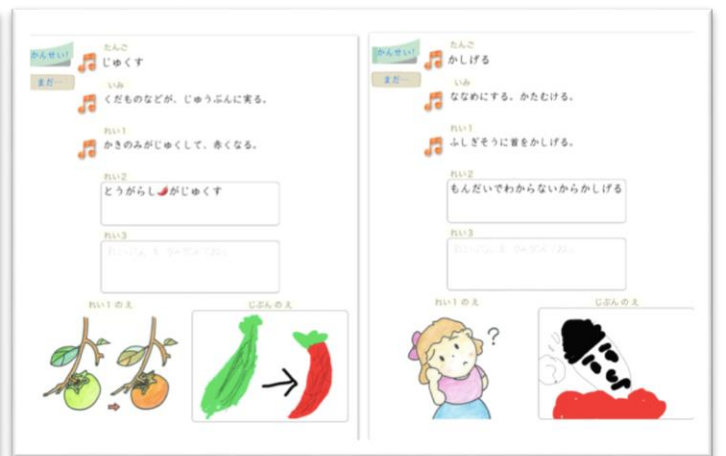 かんせい!
まだ…
たんご
じゅくす
いみ
くだものなどが、じゅうぶんに実る。
れい1
かきのみがじゅくして、赤くなる。
れい2
とうがらし🌶がじゅくす
れい3
れい1のえ
じぶんのえ
かんせい!
まだ…
たんご
かしげる
いみ
ななめにする。かたむける。
れい1
ふしぎそうに首をかしげる。
れい2
もんだいでわからないからかしげる
れい3
れい1のえ
?
じぶんのえ